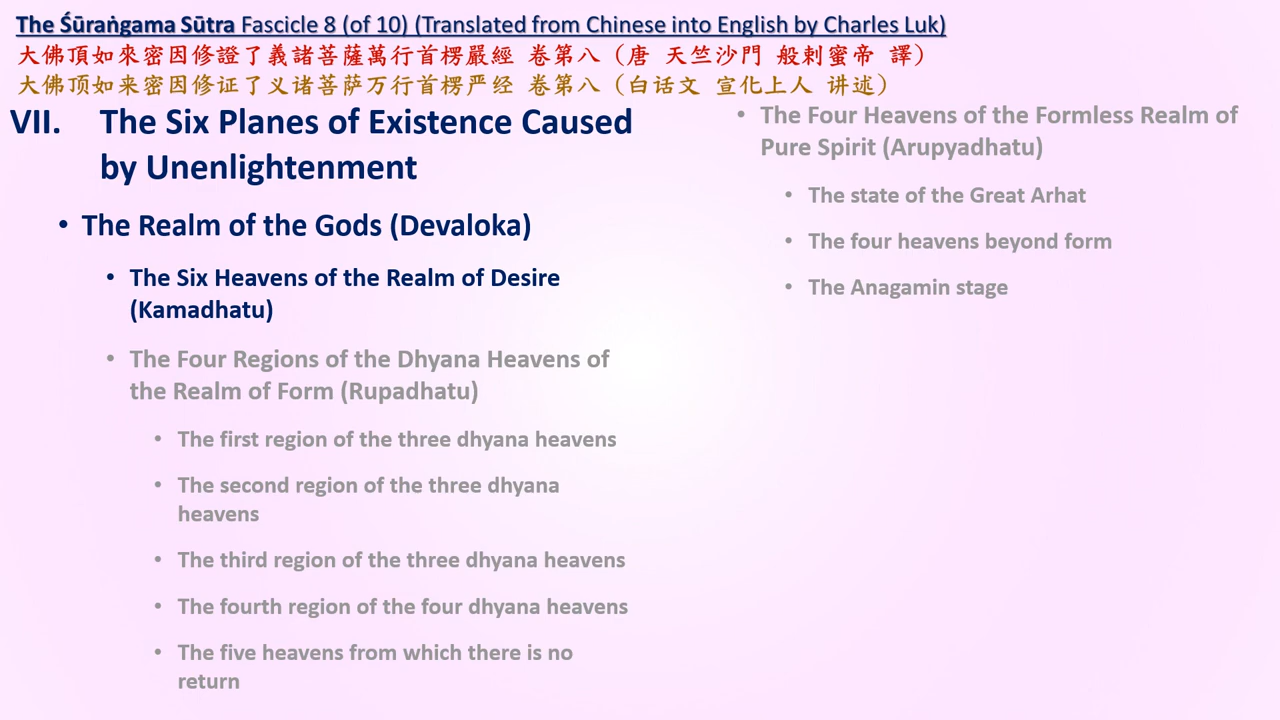 The Śūraṅgama Sūtra Fascicle 8 (of 10) (Translated from Chinese into English by Charles Luk)
大佛頂如來密因修證了義諸菩薩萬行首楞嚴經 卷第八（唐 天竺沙門 般剌蜜帝 譯）
大佛顶如来密因修证了义诸菩萨万行首楞严经 卷第八（白话文 宣化上人 讲述）
VII. The Six Planes of Existence Caused
by Unenlightenment
• The Realm of the Gods (Devaloka)
• The Six Heavens of the Realm of Desire
(Kamadhatu)
• The Four Regions of the Dhyana Heavens of
the Realm of Form (Rupadhatu)
• The first region of the three dhyana heavens
• The second region of the three dhyana
heavens
• The third region of the three dhyana heavens
• The fourth region of the four dhyana heavens
• The five heavens from which there is no
return
• The Four Heavens of the Formless Realm of
Pure Spirit (Arupyadhatu)
• The state of the Great Arhat
• The four heavens beyond form
• The Anagamin stage